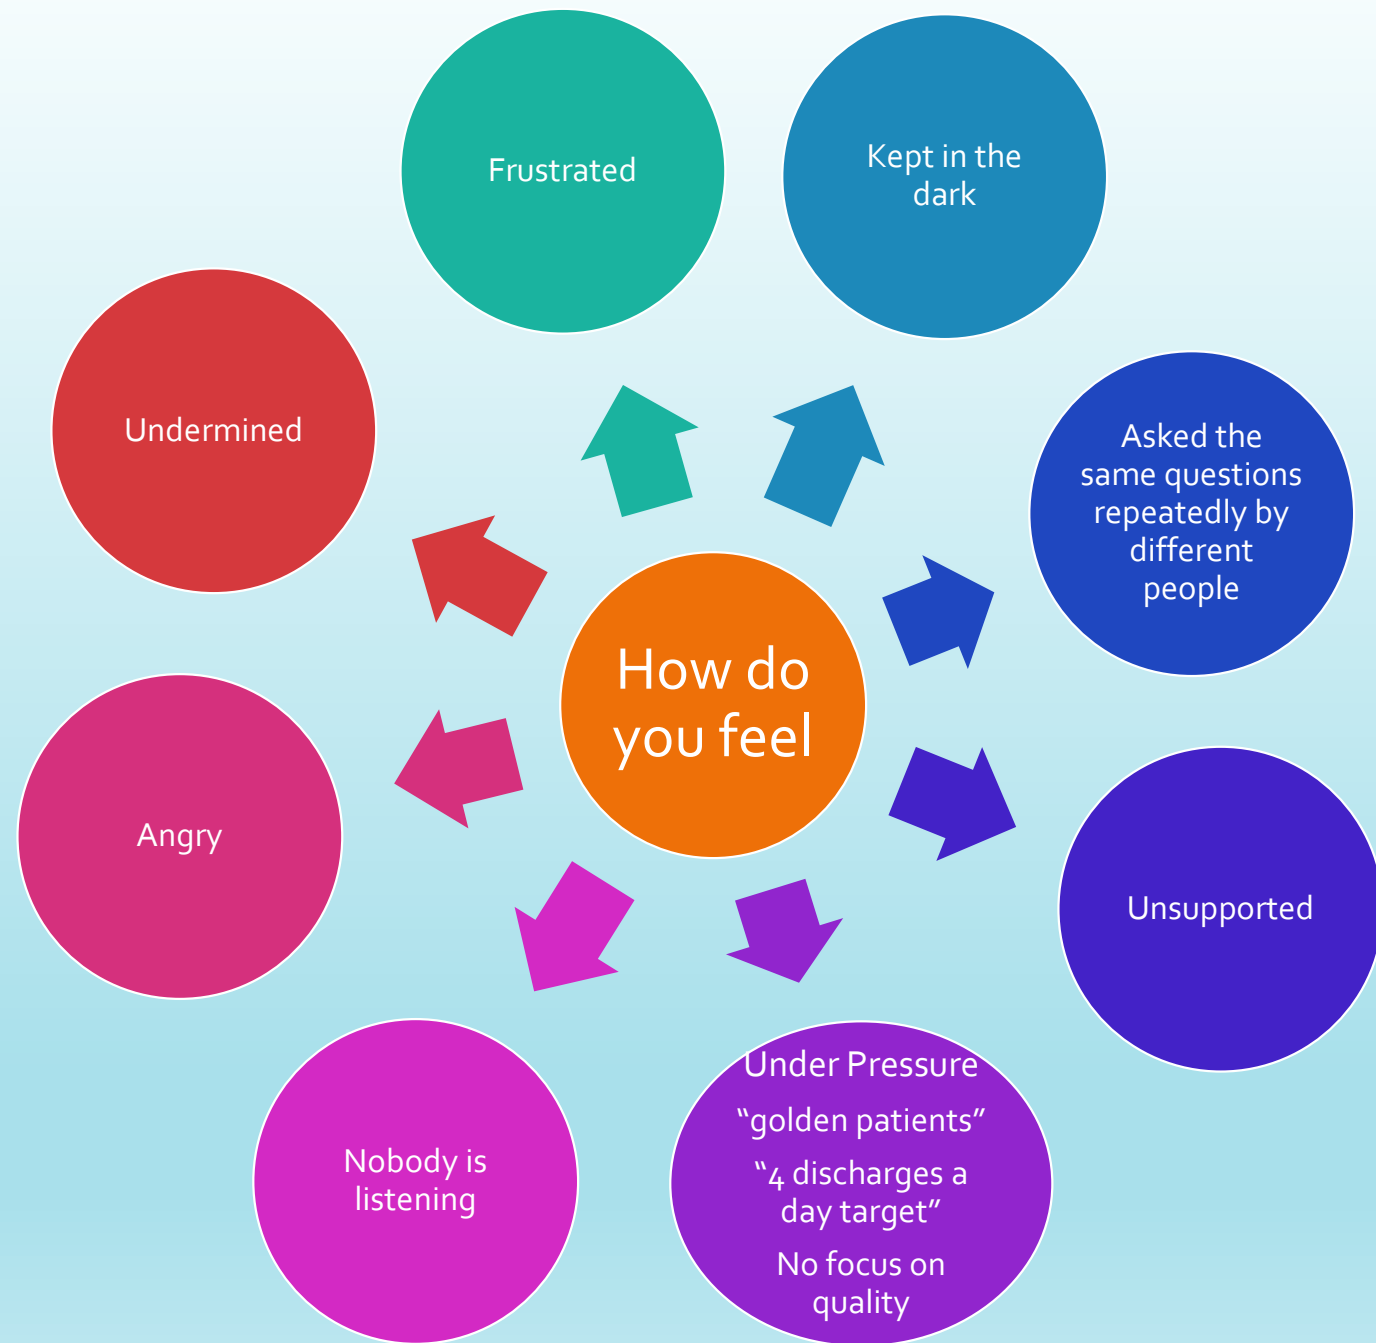 Frustrated
Kept in the
dark
Undermined
Asked the
same questions
repeatedly by
different
people
How do
you feel
Angry
Unsupported
Under Pressure
“golden patients”
“4 discharges a
day target”
No focus on
quality
Nobody is
listening